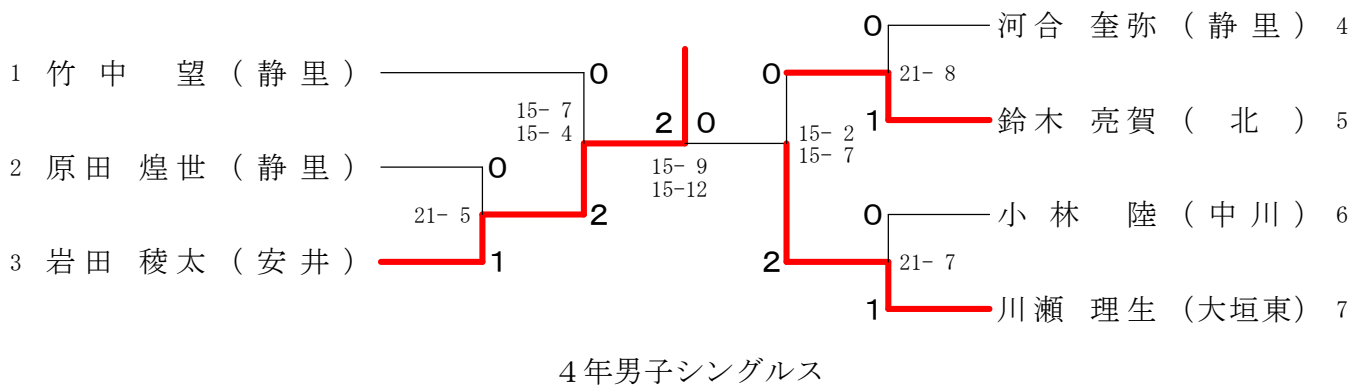 1 竹中 望（静里）
2 原田 煌世（静里）
3 岩田 稜太（安井）
0
15- 7
15- 4
0
21- 5
2
1
2 0
15- 9
15-12
0
15- 2
15- 7
2
0
21- 8
1
0
21- 7
1
河合 奎弥（静里） 4
鈴木 亮賀（ 北 ） 5
小林 陸（中川） 6
川瀬 理生（大垣東） 7
４年男子シングルス